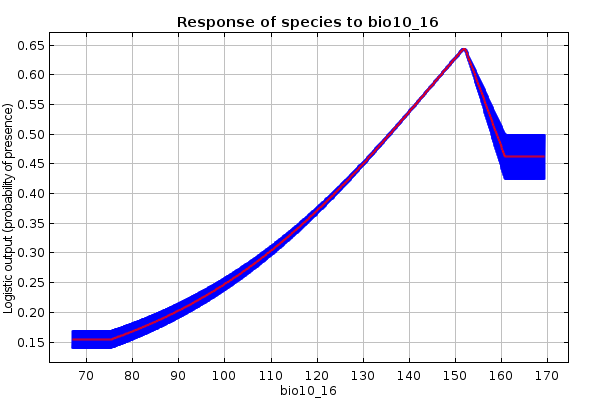 Response of species to bio10_16
Logistic output (probability of presence)
0.65
0.60
0.55
0.50
0.45
0.40
0.35
0.30
0.25
0.20
0.15
70 80 90 100 110 120 130 140 150 160 170
bio10_16